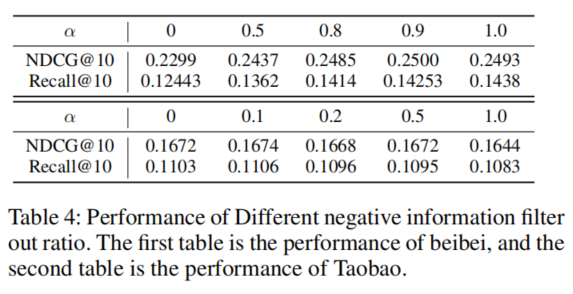 α 0 0.5 0.8 0.9 1.0
NDCG@10 0.2299 0.2437 0.2485 0.2500 0.2493
Recall@10 0.12443 0.1362 0.1414 0.14253 0.1438
α 0 0.1 0.2 0.5 1.0
NDCG@10 0.1672 0.1674 0.1668 0.1672 0.1644
Recall@10 0.1103 0.1106 0.1096 0.1095 0.1083
Table 4: Performance of Different negative information filter
out ratio. The first table is the performance of beibei, and the
second table is the performance of Taobao.